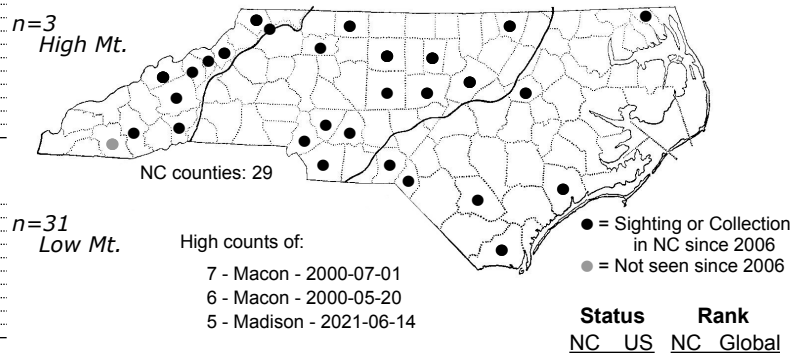 n=3
High Mt.
NC counties: 29
n=31
Low Mt.
High counts of:
7 - Macon - 2000-07-01
6 - Macon - 2000-05-20
5 - Madison - 2021-06-14
= Sighting or Collection
in NC since 2006
= Not seen since 2006
Status Rank
NC US NC Global